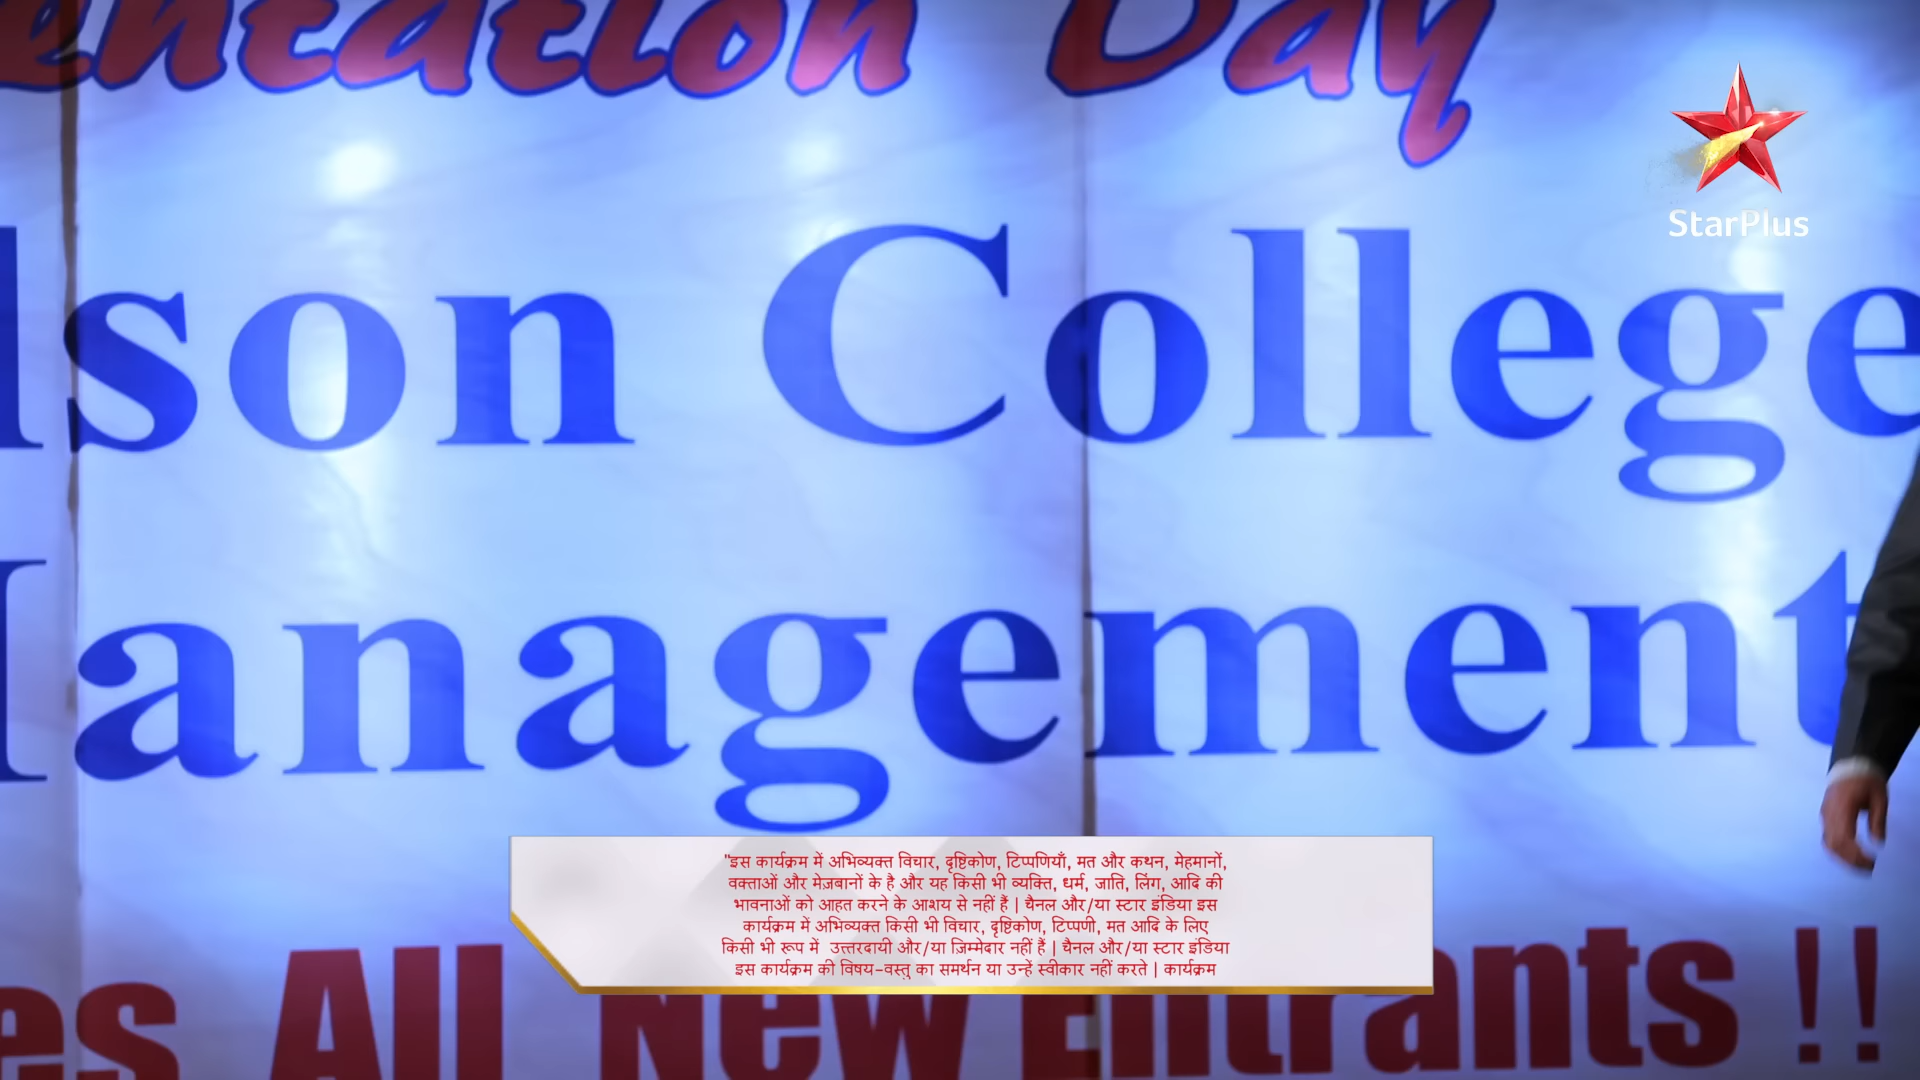 entation Day
StarPlus
lson College
anagement
"इस कार्यक्रम में अभिव्यक्त विचार, दृष्टिकोण, टिप्पणियाँ, मत और कथन, मेहमानों,
वक्ताओं और मेज़बानों के है और यह किसी भी व्यक्ति, धर्म, जाति, लिंग, आदि की
भावनाओं को आहत करने के आशय से नहीं हैं | चैनल और/या स्टार इंडिया इस
कार्यक्रम में अभिव्यक्त किसी भी विचार, दृष्टिकोण, टिप्पणी, मत आदि के लिए
किसी भी रूप में उत्तरदायी और/या ज़िम्मेदार नहीं हैं | चैनल और/या स्टार इंडिया
इस कार्यक्रम की विषय-वस्तु का समर्थन या उन्हें स्वीकार नहीं करते | कार्यक्रम
es All New Entrants !!